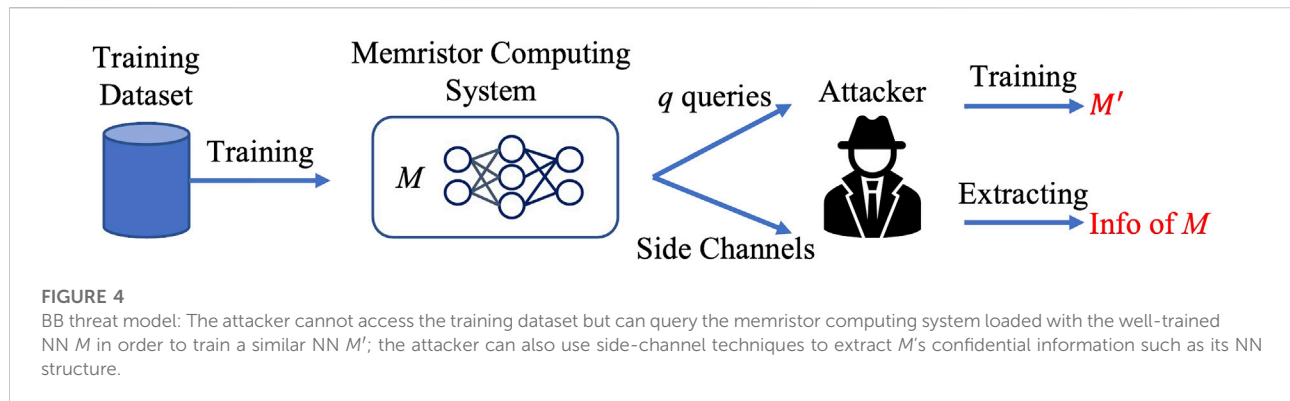 Training
Dataset
Training
Memristor Computing
System
M
q queries
Side Channels
Attacker
Training
M′
Extracting
Info of M
FIGURE 4
BB threat model: The attacker cannot access the training dataset but can query the memristor computing system loaded with the well-trained
NN M in order to train a similar NN M′; the attacker can also use side-channel techniques to extract M's confidential information such as its NN
structure.